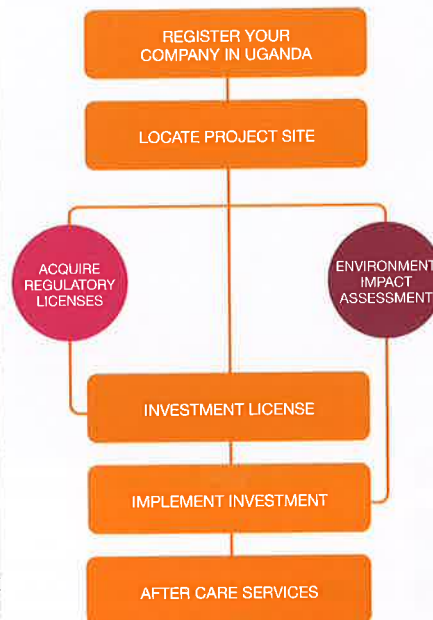 REGISTER YOUR
COMPANY IN UGANDA
LOCATE PROJECT SITE
ACQUIRE
REGULATORY
LICENSES
ENVIRONMENT
IMPACT
ASSESSMENT
INVESTMENT LICENSE
IMPLEMENT INVESTMENT
AFTER CARE SERVICES